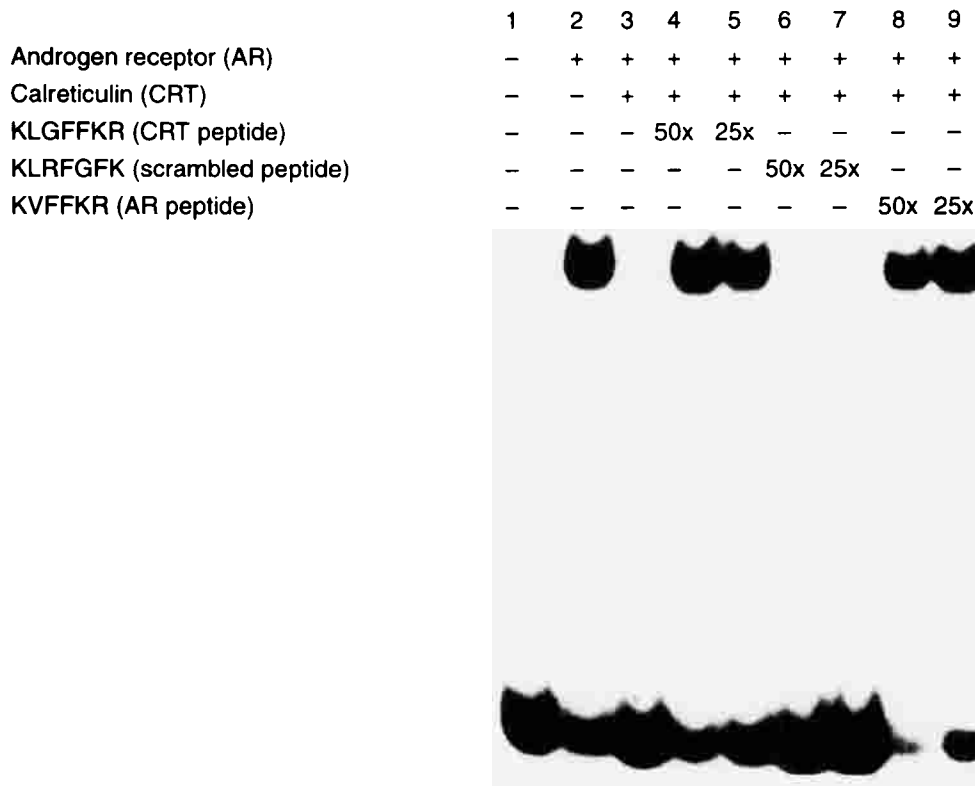 1 2 3 4 5 6 7 8 9
Androgen receptor (AR) – + + + + + + + +
Calreticulin (CRT) – – + + + + + + +
KLGFFKR (CRT peptide) – – – 50x 25x – – – –
KLRFGFK (scrambled peptide) – – – – – 50x 25x – –
KVFFKR (AR peptide) – – – – – – – 50x 25x